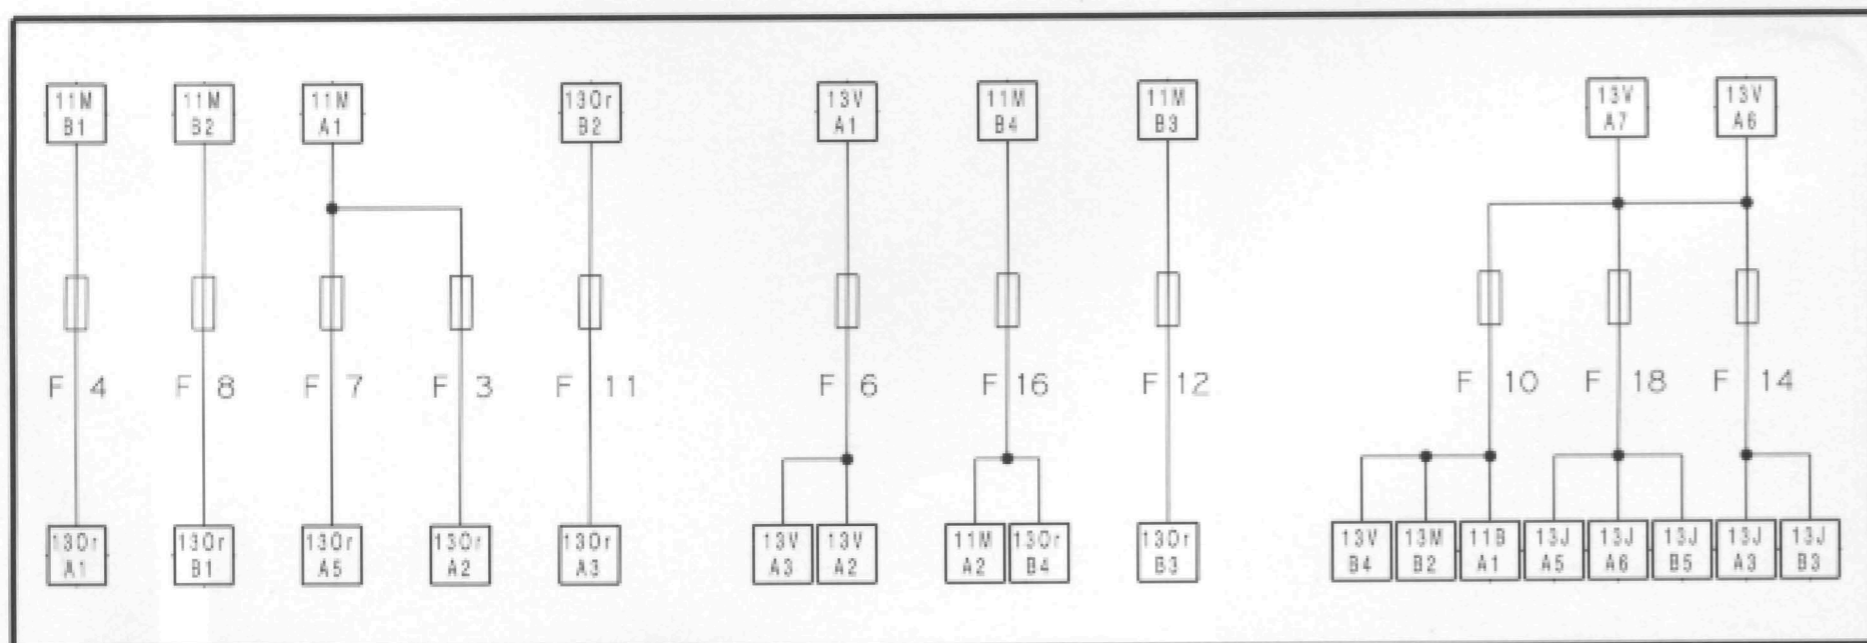 11M 11M 11M 13Or 13V 11M 11M 13V 13V
B1 B2 A1 B2 A1 B4 B3 A7 A6
F 4 F 8 F 7 F 3 F 11 F 6 F 16 F 12 F 10 F 18 F 14
13Or 13Or 13Or 13Or 13Or 13V 13V 11M 13Or 13Or 13V 13M 11B 13J 13J 13J 13J 13J
A1 B1 A5 A2 A3 A3 A2 A2 B4 B3 B4 B2 A1 A5 A6 B5 A3 B3